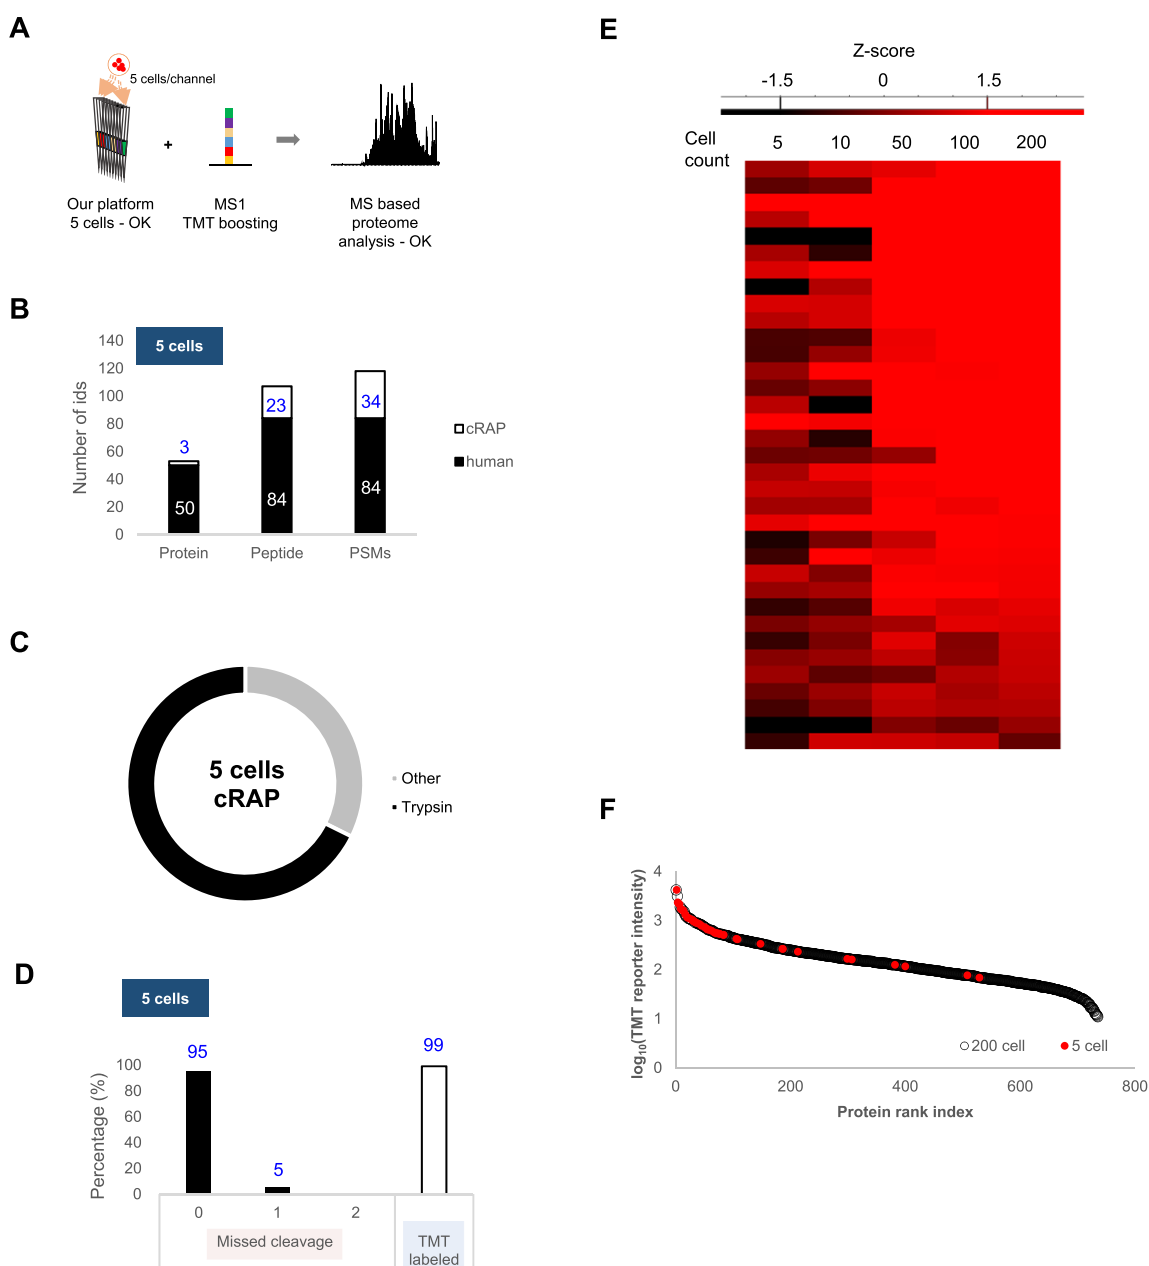 A
5 cells/channel
+
Our platform
5 cells - OK
MS1
TMT boosting
MS based
proteome
analysis - OK
B
5 cells
Number of ids
140
120
100
80
60
40
20
0
3
50
23
84
34
84
Protein
Peptide
PSMs
cRAP
human
C
5 cells
cRAP
Other
Trypsin
D
5 cells
Percentage (%)
100
80
60
40
20
0
95
5
99
0
1
2
Missed cleavage
TMT
labeled
E
Z-score
-1.5
0
1.5
Cell
count
5
10
50
100
200
F
log10(TMT reporter intensity)
4
3
2
1
0
200 cell
5 cell
0
200
400
600
800
Protein rank index